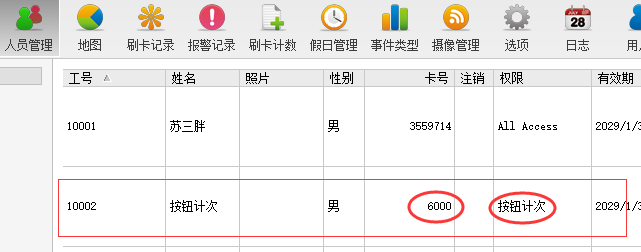 JULY
28
人员管理 地图 刷卡记录 报警记录 刷卡计数 假日管理 事件类型 摄像管理 选项 日志 用
工号 姓名 照片 性别 卡号 注销 权限 有效期
10001 苏三胖 男 3559714 All Access 2029/1/3
10002 按钮计次 男 6000 按钮计次 2029/1/3